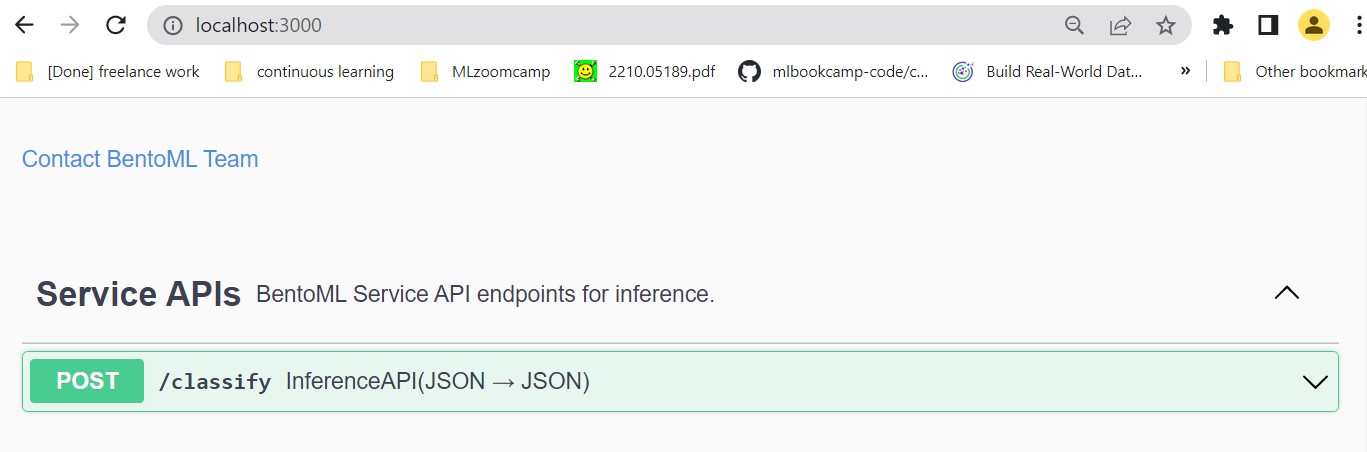 localhost:3000
[Done] freelance work continuous learning MLzoomcamp 2210.05189.pdf mlbookcamp-code/c... Build Real-World Dat... » Other bookmark
Contact BentoML Team
Service APIs BentoML Service API endpoints for inference.
POST /classify InferenceAPI(JSON → JSON)